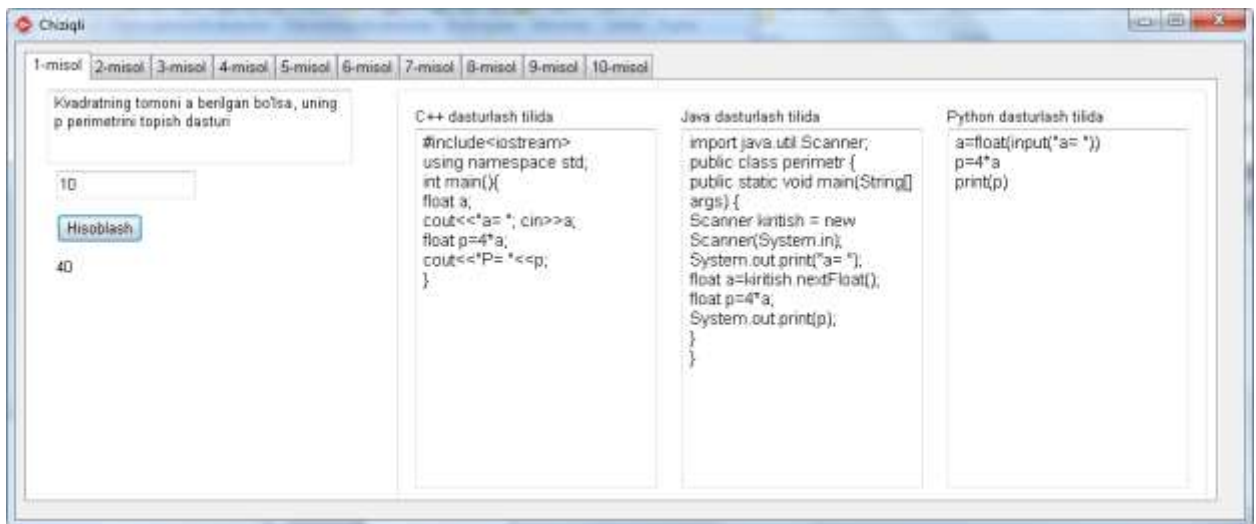 Chiziqli
1-misol 2-misol 3-misol 4-misol 5-misol 6-misol 7-misol 8-misol 9-misol 10-misol
Kvadratning tomoni a berilgan bo'lsa, uning
p perimetrini topish dasturi
10
Hisoblash
40
C++ dasturlash tilida
#include<iostream>
using namespace std;
int main(){
float a;
cout<<"a= "; cin>>a;
float p=4*a;
cout<<"P= "<<p;
}
Java dasturlash tilida
import java.util.Scanner;
public class perimetr {
public static void main(String[]
args) {
Scanner kiritish = new
Scanner(System.in);
System.out.print("a= ");
float a=kiritish.nextFloat();
float p=4*a;
System.out.print(p);
}
}
Python dasturlash tilida
a=float(input("a= "))
p=4*a
print(p)